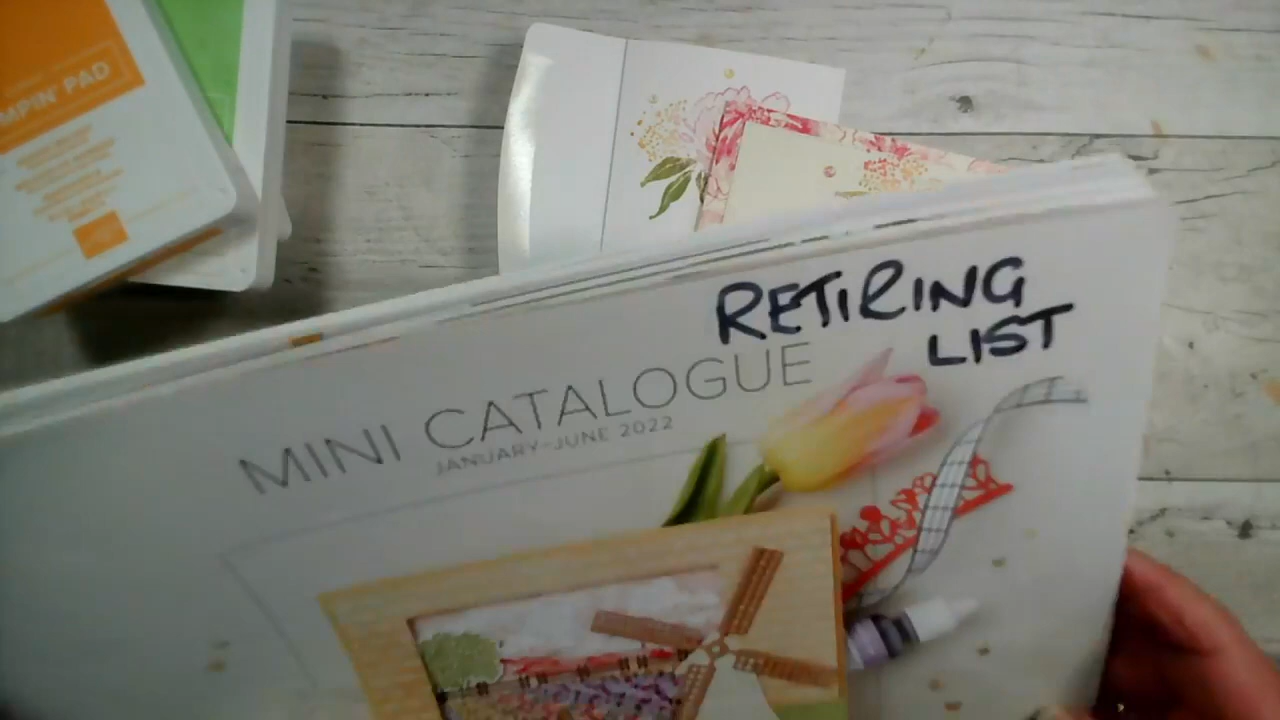 MPIN' PAD
RETIRING
LIST
MINI CATALOGUE
JANUARY–JUNE 2022